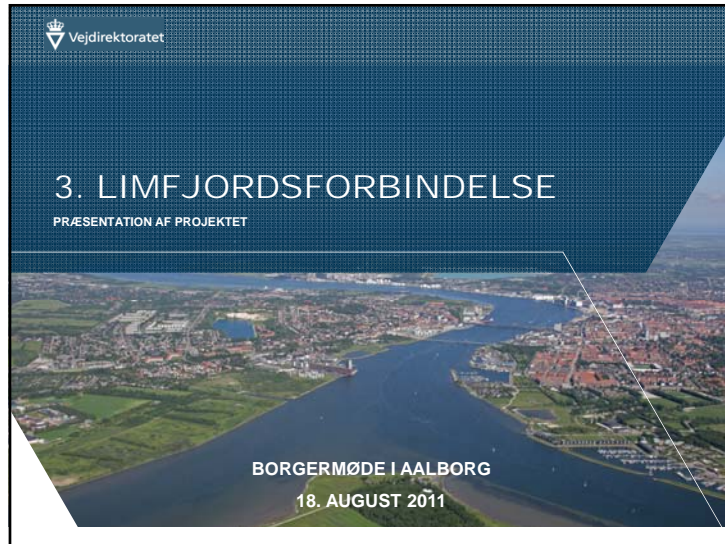 Vejdirektoratet
3. LIMFJORDSFORBINDELSE
PRÆSENTATION AF PROJEKTET
BORGERMØDE I AALBORG
18. AUGUST 2011